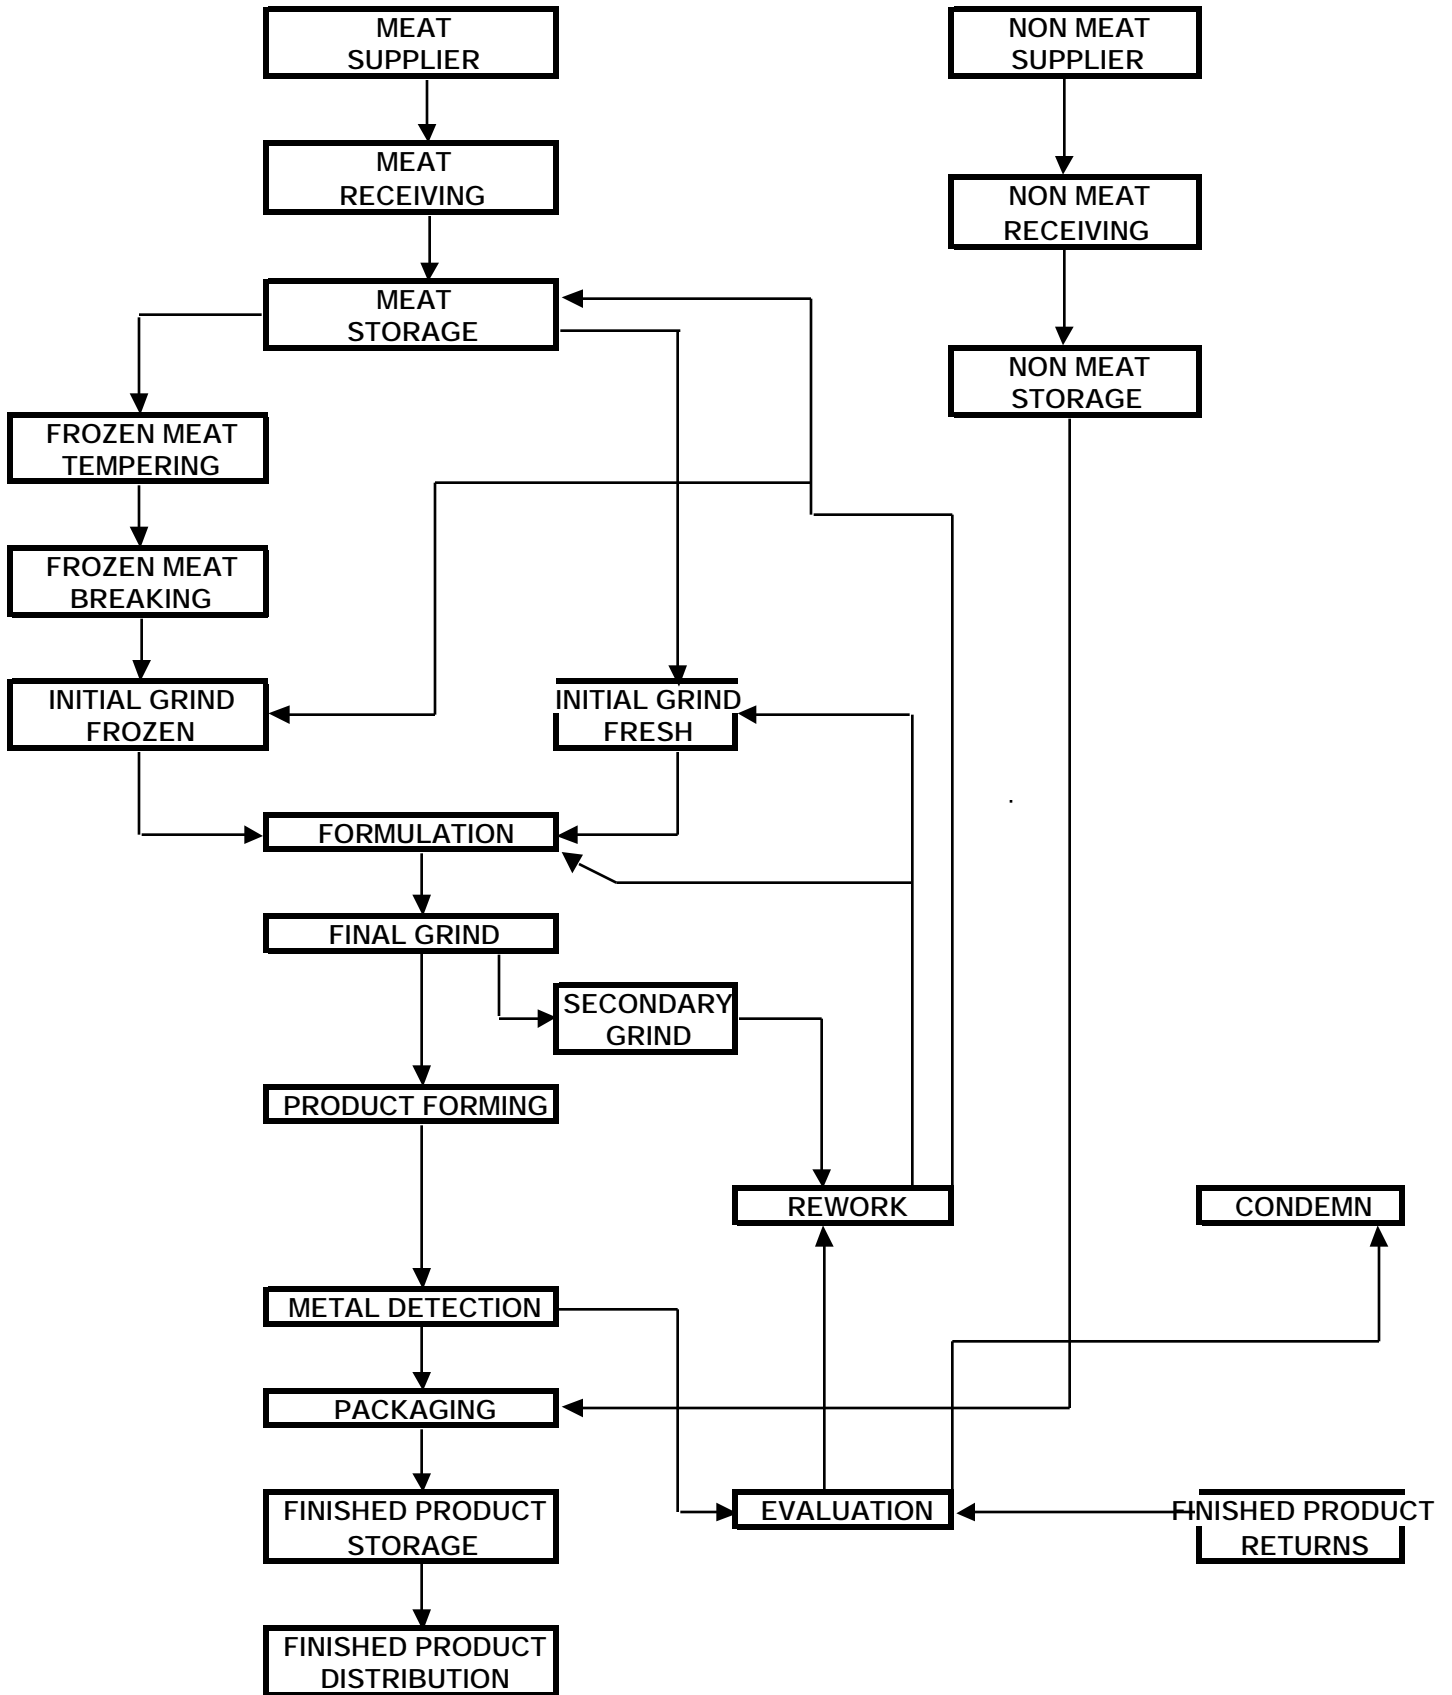 MEAT
SUPPLIER
NON MEAT
SUPPLIER
MEAT
RECEIVING
NON MEAT
RECEIVING
MEAT
STORAGE
NON MEAT
STORAGE
FROZEN MEAT
TEMPERING
FROZEN MEAT
BREAKING
INITIAL GRIND
FROZEN
INITIAL GRIND
FRESH
FORMULATION
FINAL GRIND
SECONDARY
GRIND
PRODUCT FORMING
REWORK
CONDEMN
METAL DETECTION
PACKAGING
FINISHED PRODUCT
STORAGE
EVALUATION
FINISHED PRODUCT
RETURNS
FINISHED PRODUCT
DISTRIBUTION